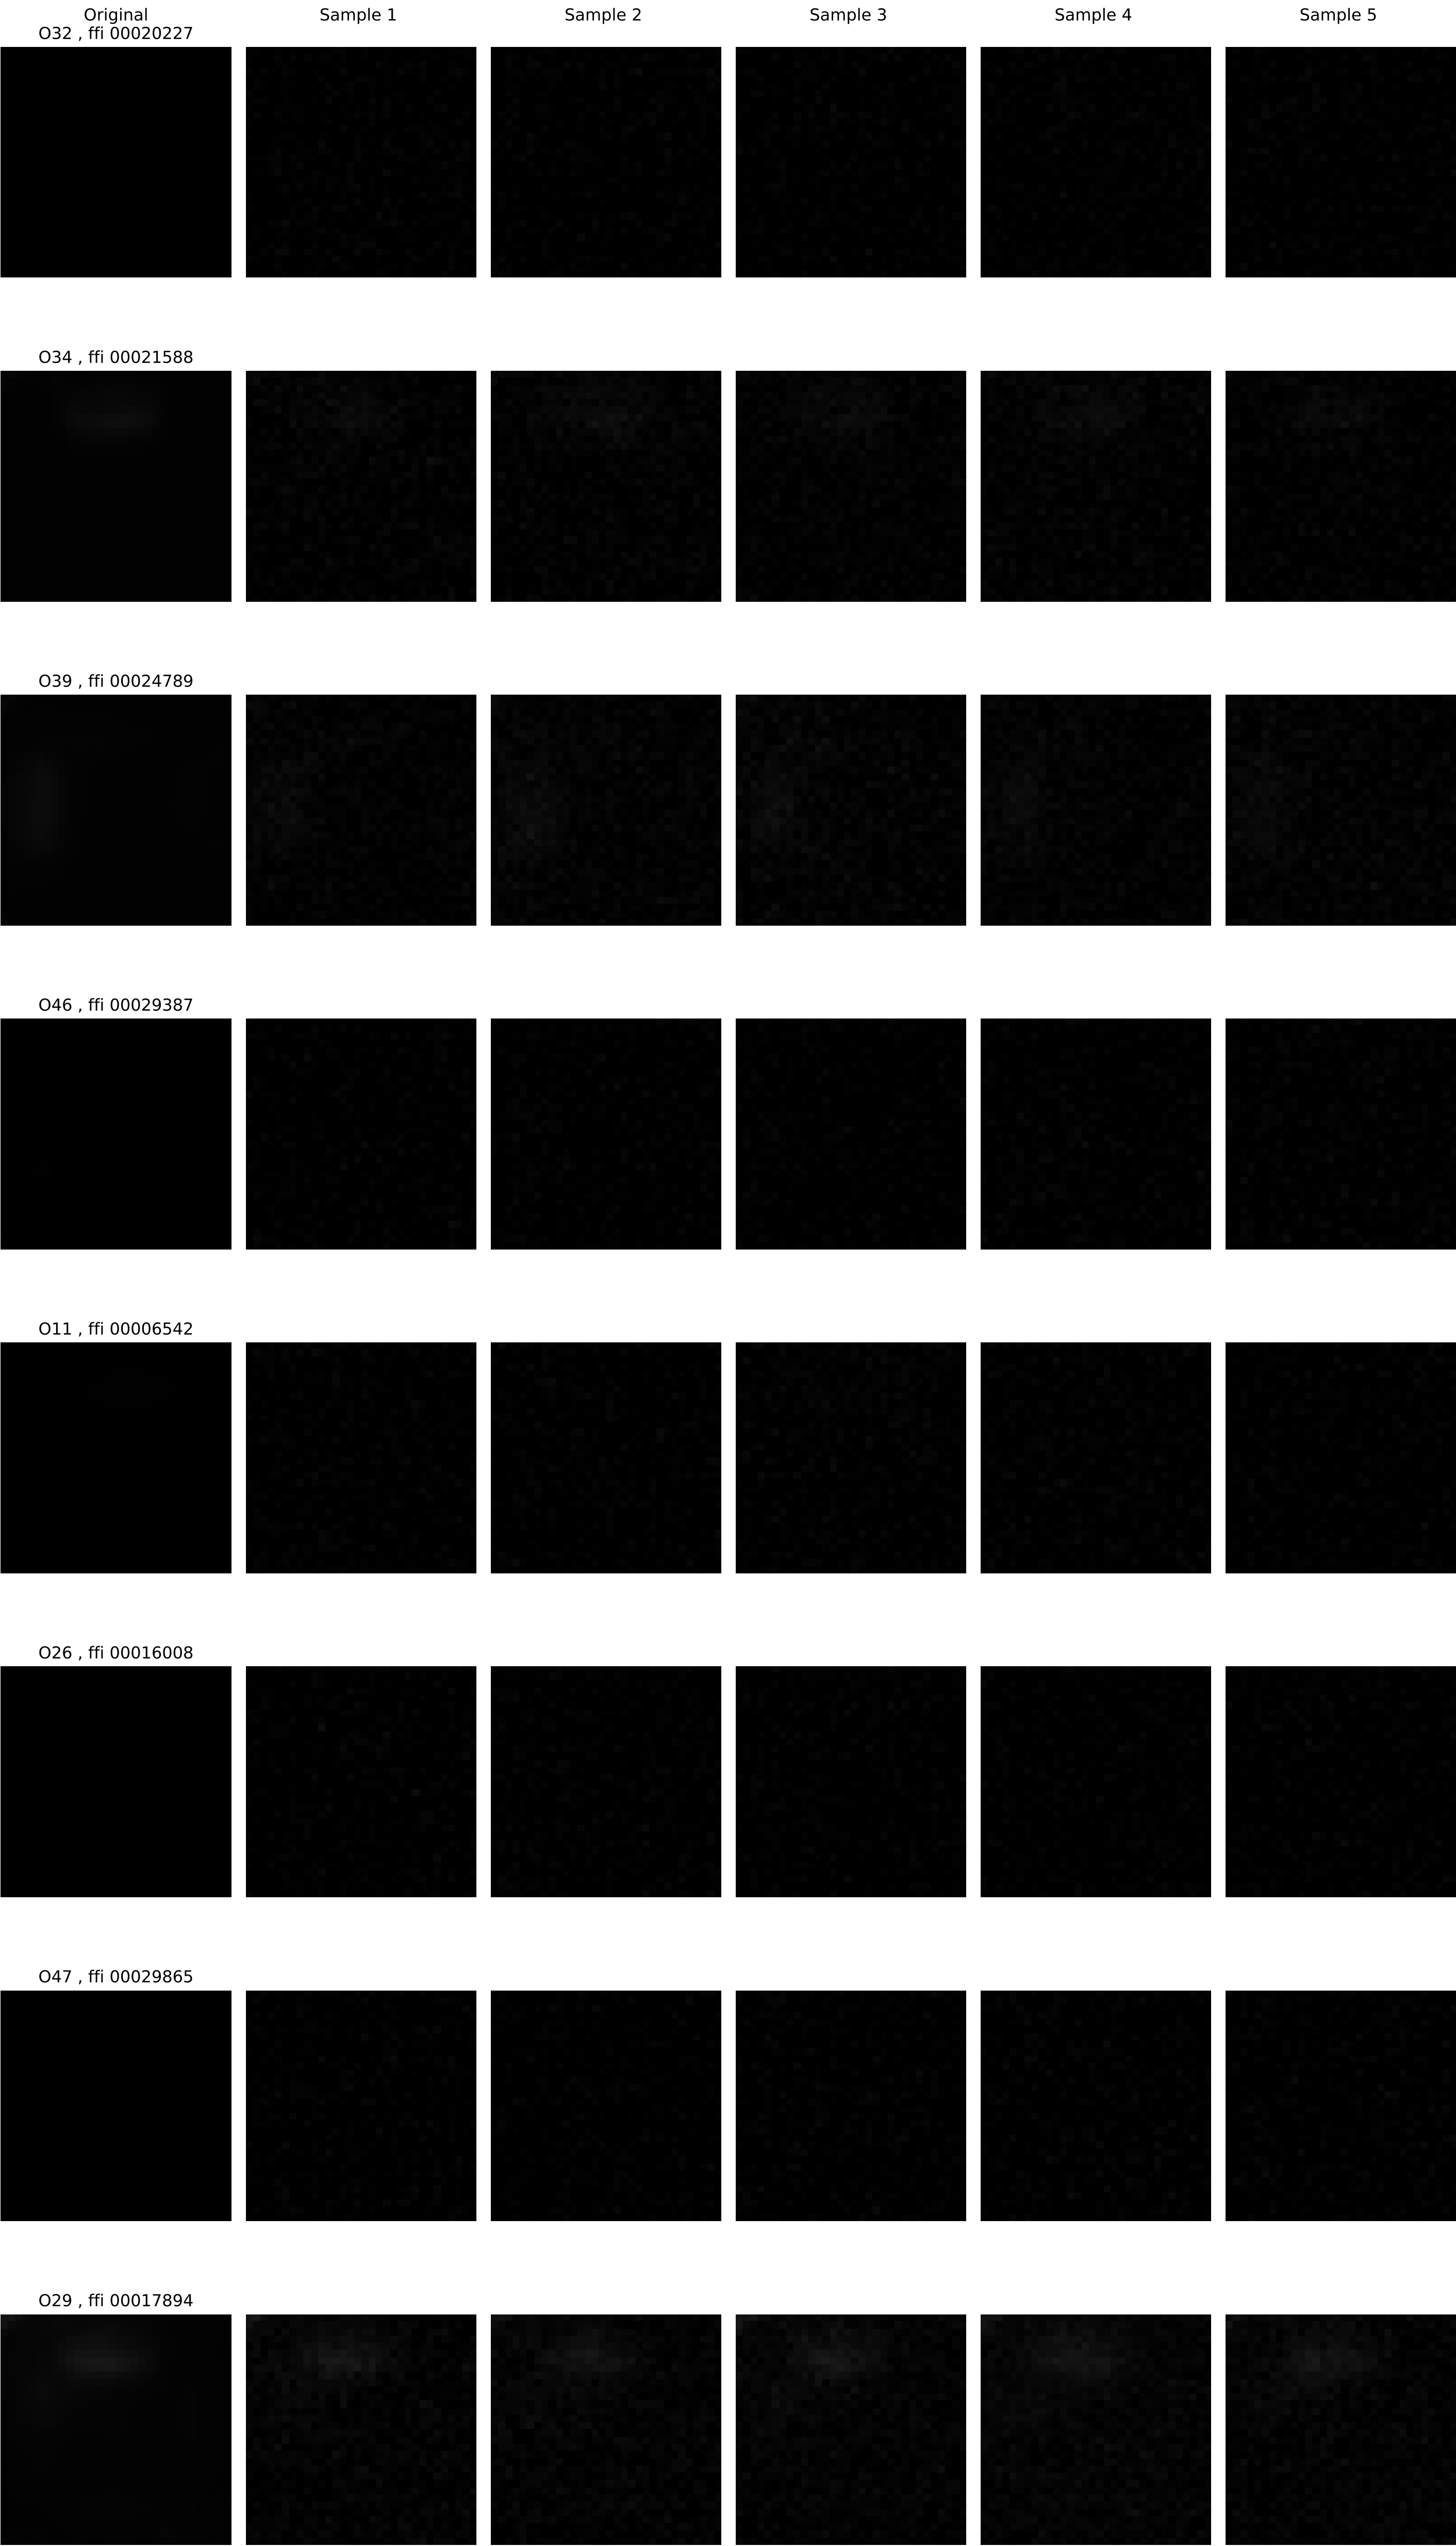 Original Sample 1 Sample 2 Sample 3 Sample 4 Sample 5
O32 , ffi 00020227
O34 , ffi 00021588
O39 , ffi 00024789
O46 , ffi 00029387
O11 , ffi 00006542
O26 , ffi 00016008
O47 , ffi 00029865
O29 , ffi 00017894